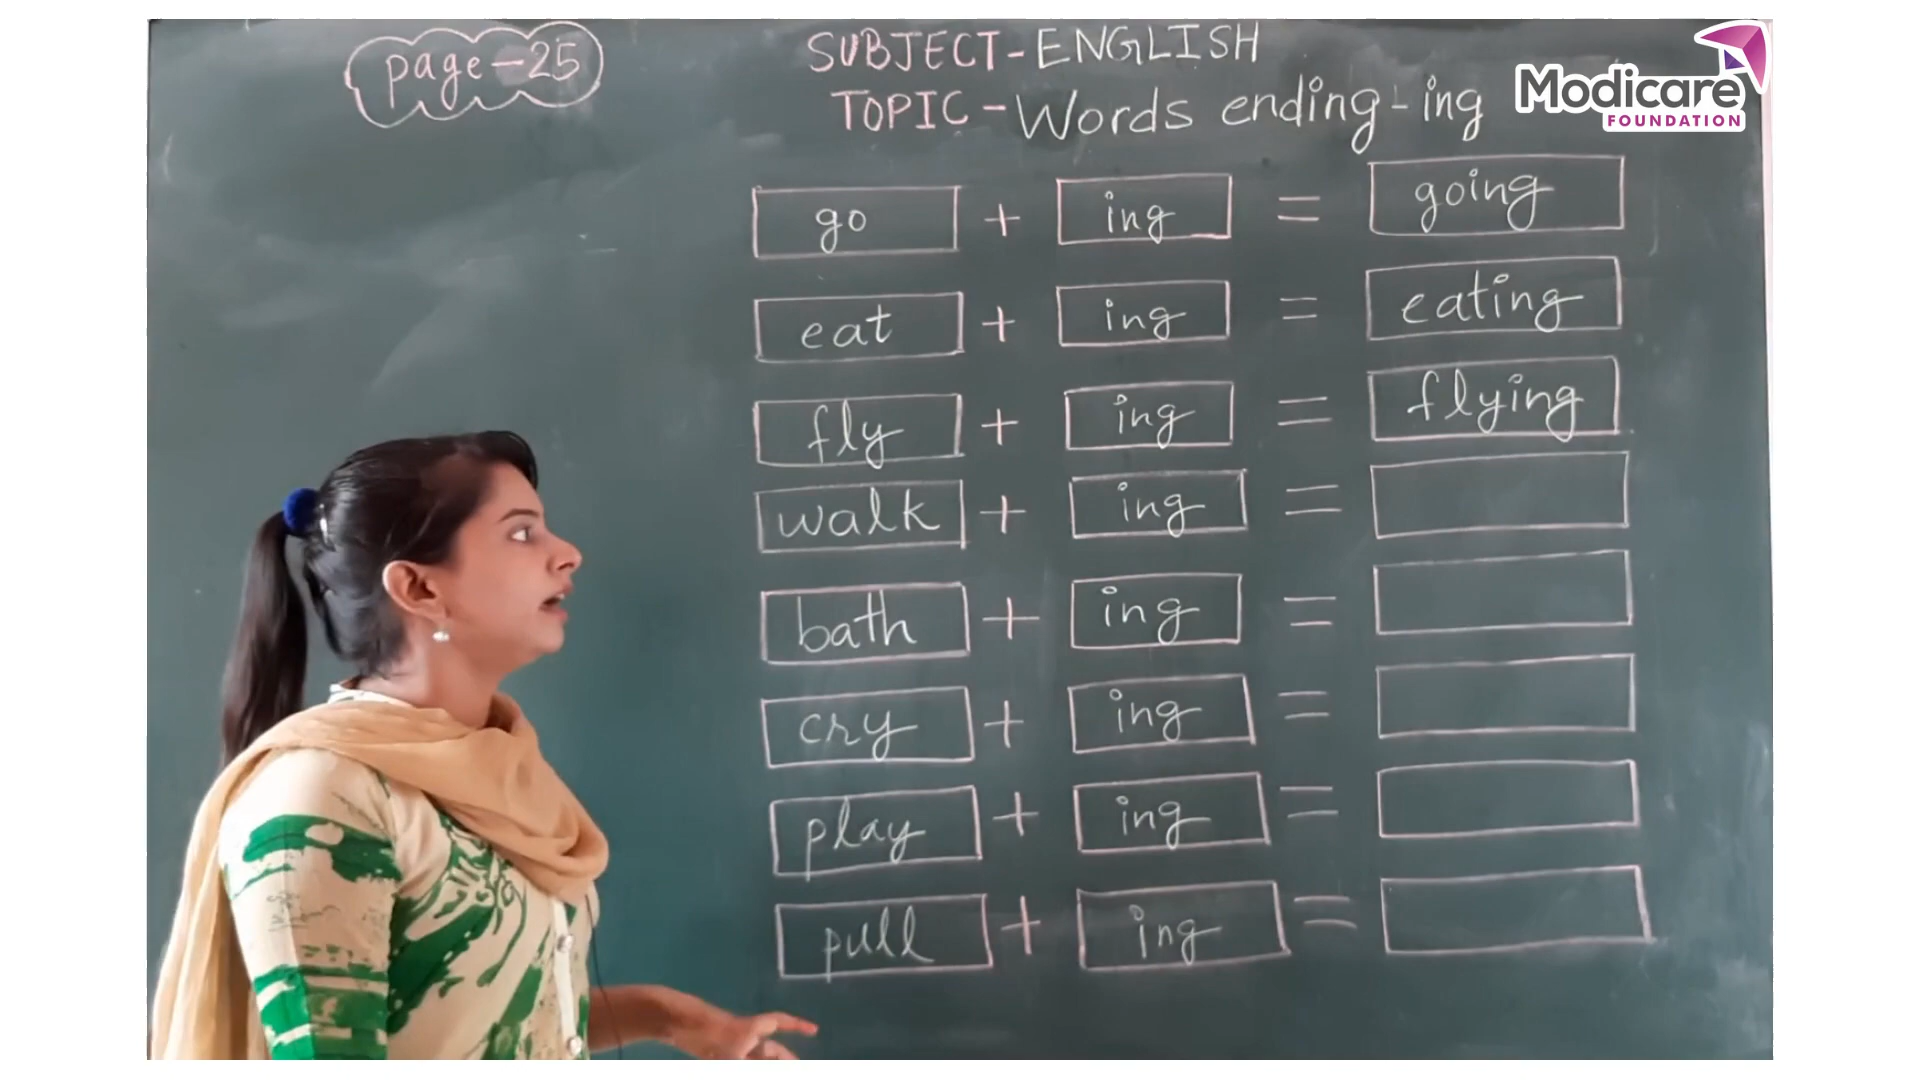 page-25
SUBJECT-ENGLISH
TOPIC-Words ending-ing
Modicare
FOUNDATION
go + ing = going
eat + ing = eating
fly + ing = flying
walk + ing =
bath + ing =
cry + ing =
play + ing =
pull + ing =